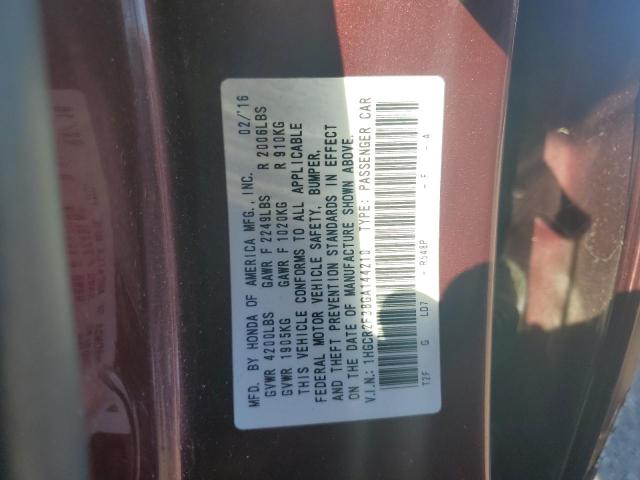 MFD. BY HONDA OF AMERICA MFG., INC. 02/'16
GVWR 4200LBS GAWR F 2249LBS R 2006LBS
GVWR 1905KG GAWR F 1020KG R 910KG
THIS VEHICLE CONFORMS TO ALL APPLICABLE
FEDERAL MOTOR VEHICLE SAFETY, BUMPER,
AND THEFT PREVENTION STANDARDS IN EFFECT
ON THE DATE OF MANUFACTURE SHOWN ABOVE.
V.I.N.: 1HGCR2F38GA144210 TYPE: PASSENGER CAR
T2F G LD7 - R548P - F - A